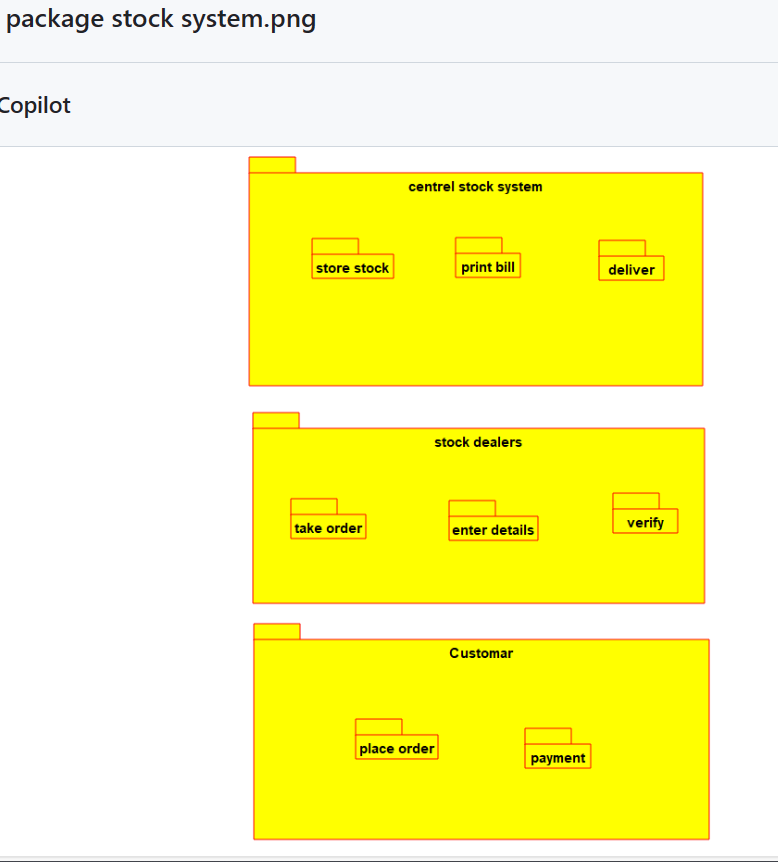 package stock system.png
Copilot
centrel stock system
store stock
print bill
deliver
stock dealers
take order
enter details
verify
Customar
place order
payment